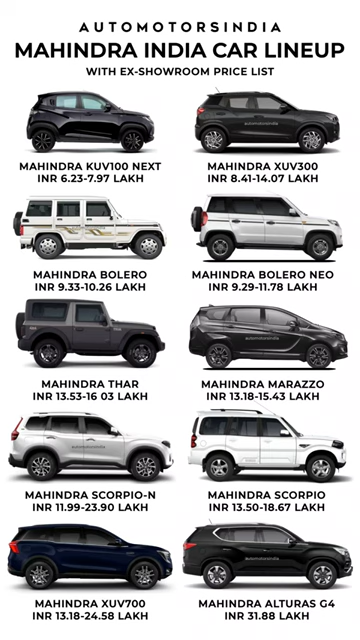 AUTOMOTORSINDIA
MAHINDRA INDIA CAR LINEUP
WITH EX-SHOWROOM PRICE LIST
MAHINDRA KUV100 NEXT
INR 6.23-7.97 LAKH
automotorsindia
MAHINDRA XUV300
INR 8.41-14.07 LAKH
MAHINDRA BOLERO
INR 9.33-10.26 LAKH
MAHINDRA BOLERO NEO
INR 9.29-11.78 LAKH
MAHINDRA THAR
INR 13.53-16 03 LAKH
automotorsindia
MAHINDRA MARAZZO
INR 13.18-15.43 LAKH
automotorsindia
MAHINDRA SCORPIO-N
INR 11.99-23.90 LAKH
MAHINDRA SCORPIO
INR 13.50-18.67 LAKH
MAHINDRA XUV700
INR 13.18-24.58 LAKH
automotorsindia
MAHINDRA ALTURAS G4
INR 31.88 LAKH